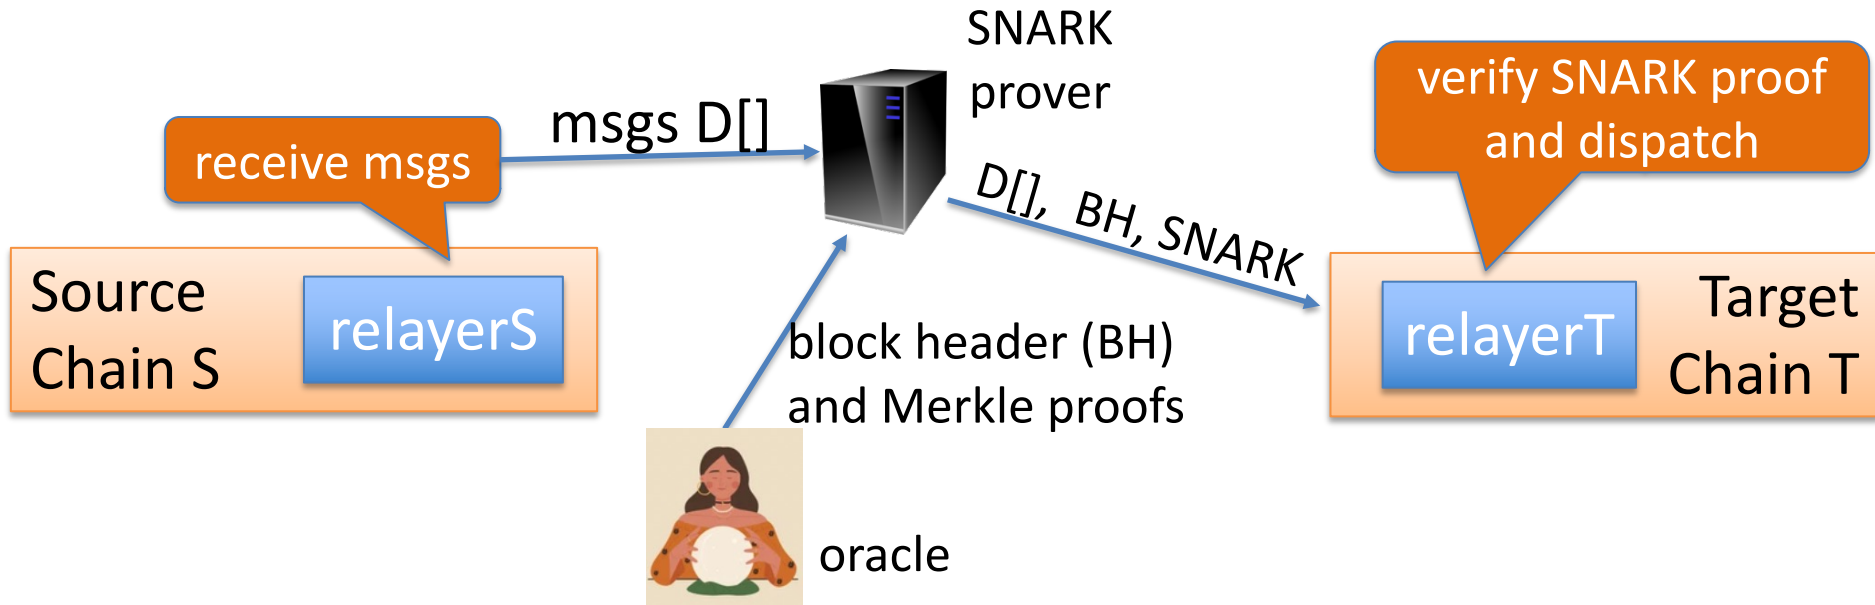 SNARK
prover
verify SNARK proof
and dispatch
msgs D[]
receive msgs
D[], BH, SNARK
Source
Chain S
relayerS
block header (BH)
and Merkle proofs
relayerT
Target
Chain T
oracle